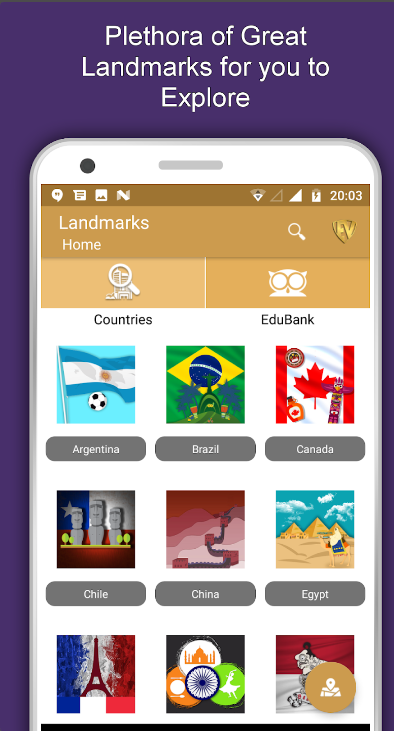 Plethora of Great
Landmarks for you to
Explore
20:03
Landmarks
Home
Countries
EduBank
Argentina
Brazil
Canada
Chile
China
Egypt